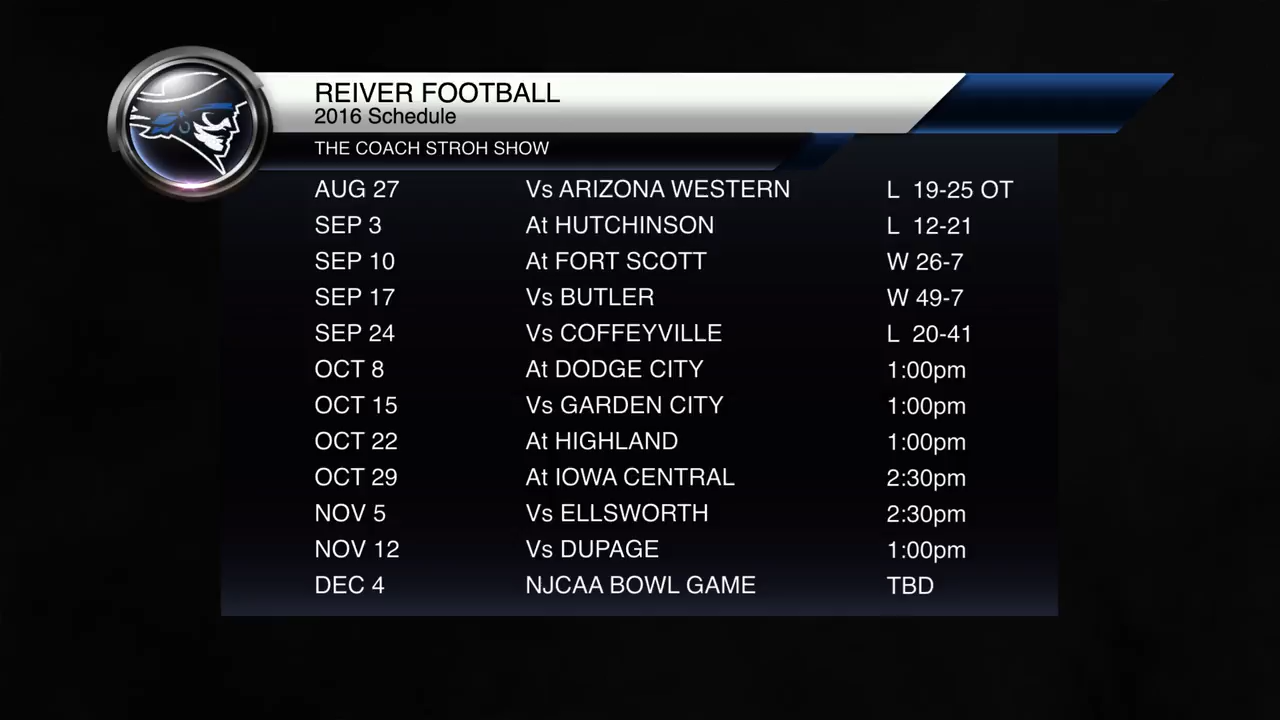 REIVER FOOTBALL
2016 Schedule
THE COACH STROH SHOW
AUG 27 Vs ARIZONA WESTERN L 19-25 OT
SEP 3 At HUTCHINSON L 12-21
SEP 10 At FORT SCOTT W 26-7
SEP 17 Vs BUTLER W 49-7
SEP 24 Vs COFFEYVILLE L 20-41
OCT 8 At DODGE CITY 1:00pm
OCT 15 Vs GARDEN CITY 1:00pm
OCT 22 At HIGHLAND 1:00pm
OCT 29 At IOWA CENTRAL 2:30pm
NOV 5 Vs ELLSWORTH 2:30pm
NOV 12 Vs DUPAGE 1:00pm
DEC 4 NJCAA BOWL GAME TBD